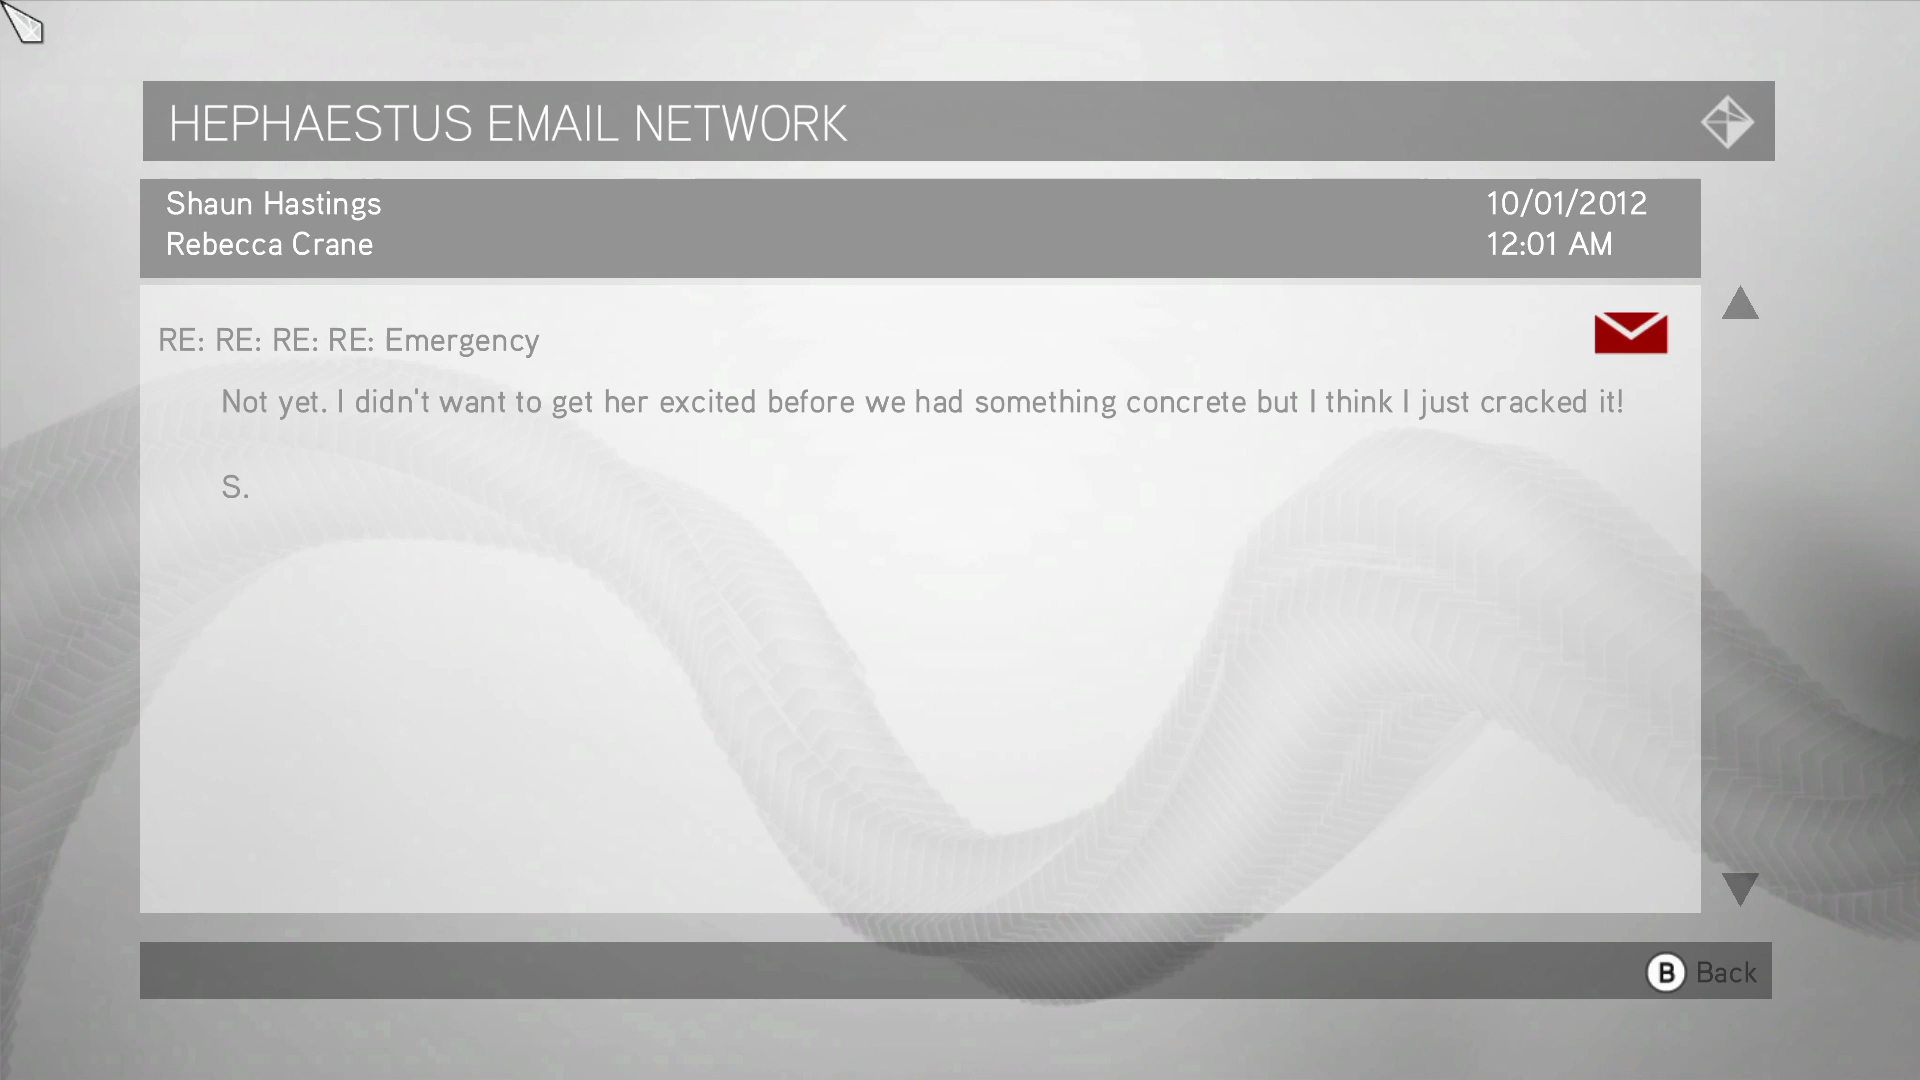 HEPHAESTUS EMAIL NETWORK
Shaun Hastings 10/01/2012
Rebecca Crane 12:01 AM
RE: RE: RE: RE: Emergency
Not yet. I didn't want to get her excited before we had something concrete but I think I just cracked it!
S.
B Back